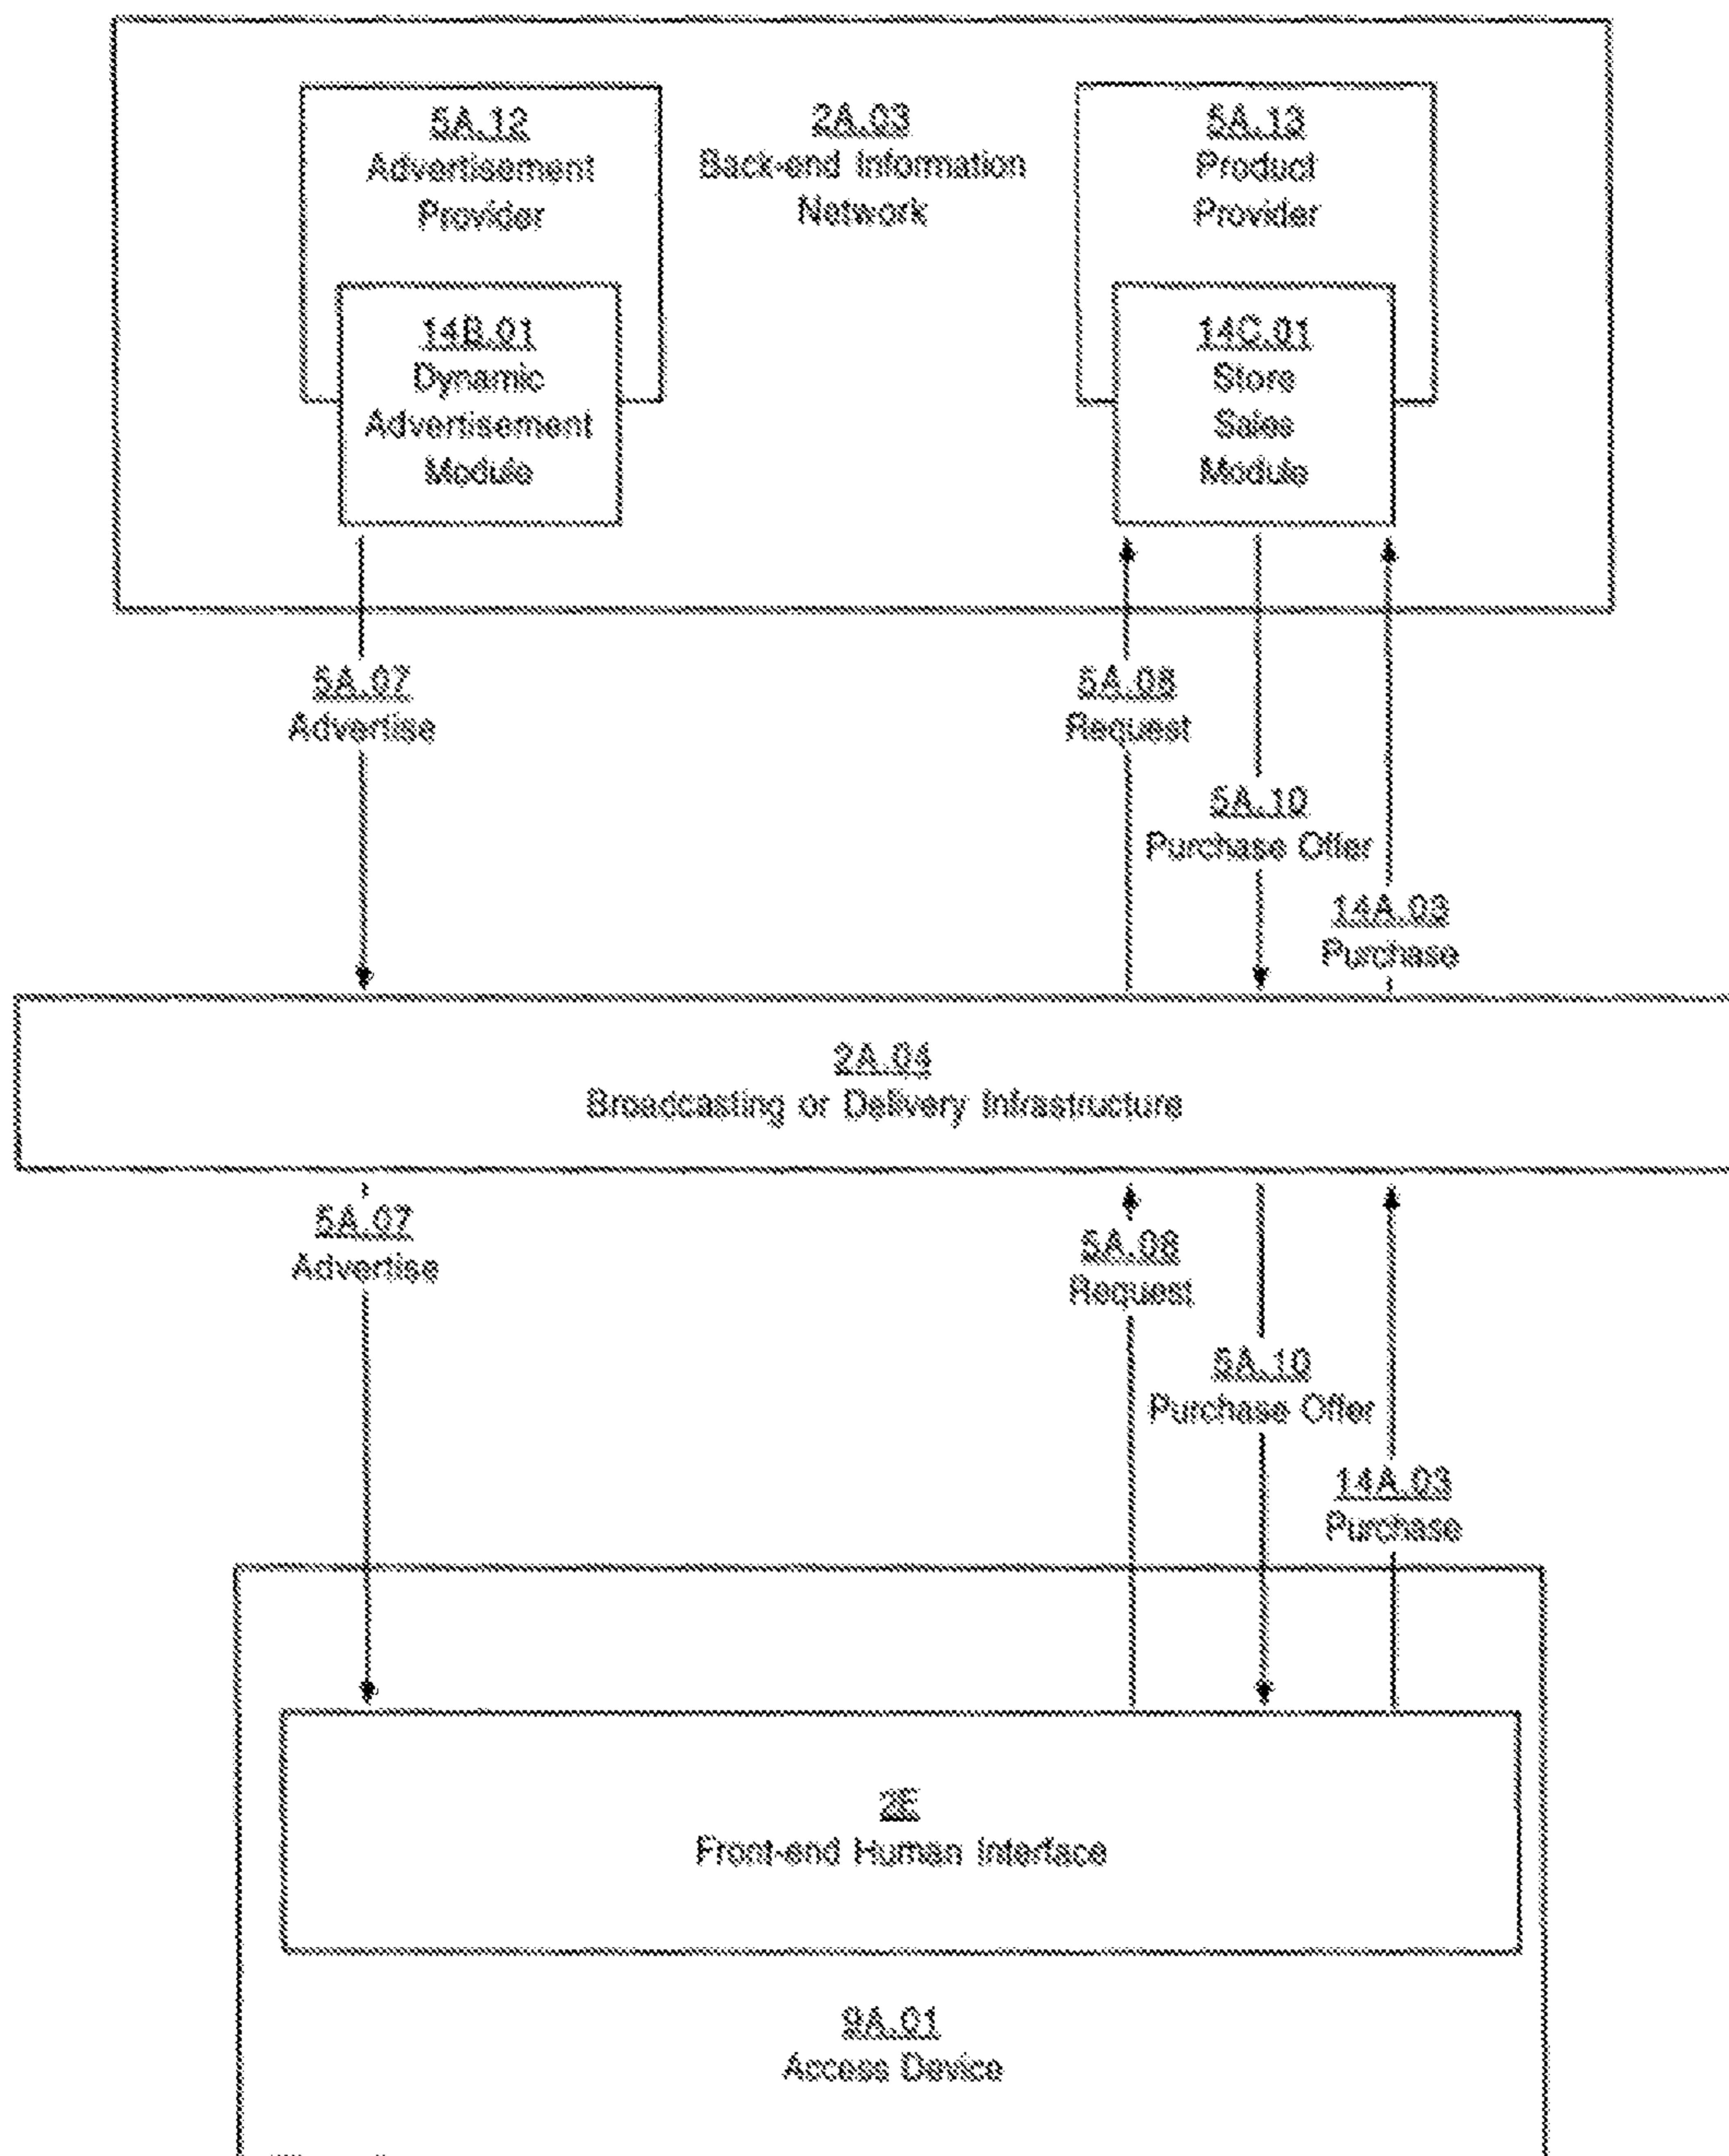 5A.12
Advertisement
Provider
2A.03
Back-end Information
Network
5A.13
Product
Provider
14B.01
Dynamic
Advertisement
Module
14C.01
Store
Sales
Module
5A.07
Advertise
5A.08
Request
5A.10
Purchase Offer
14A.03
Purchase
2A.04
Broadcasting or Delivery Infrastructure
5A.07
Advertise
5A.08
Request
5A.10
Purchase Offer
14A.03
Purchase
2E
Front-end Human Interface
9A.01
Access Device